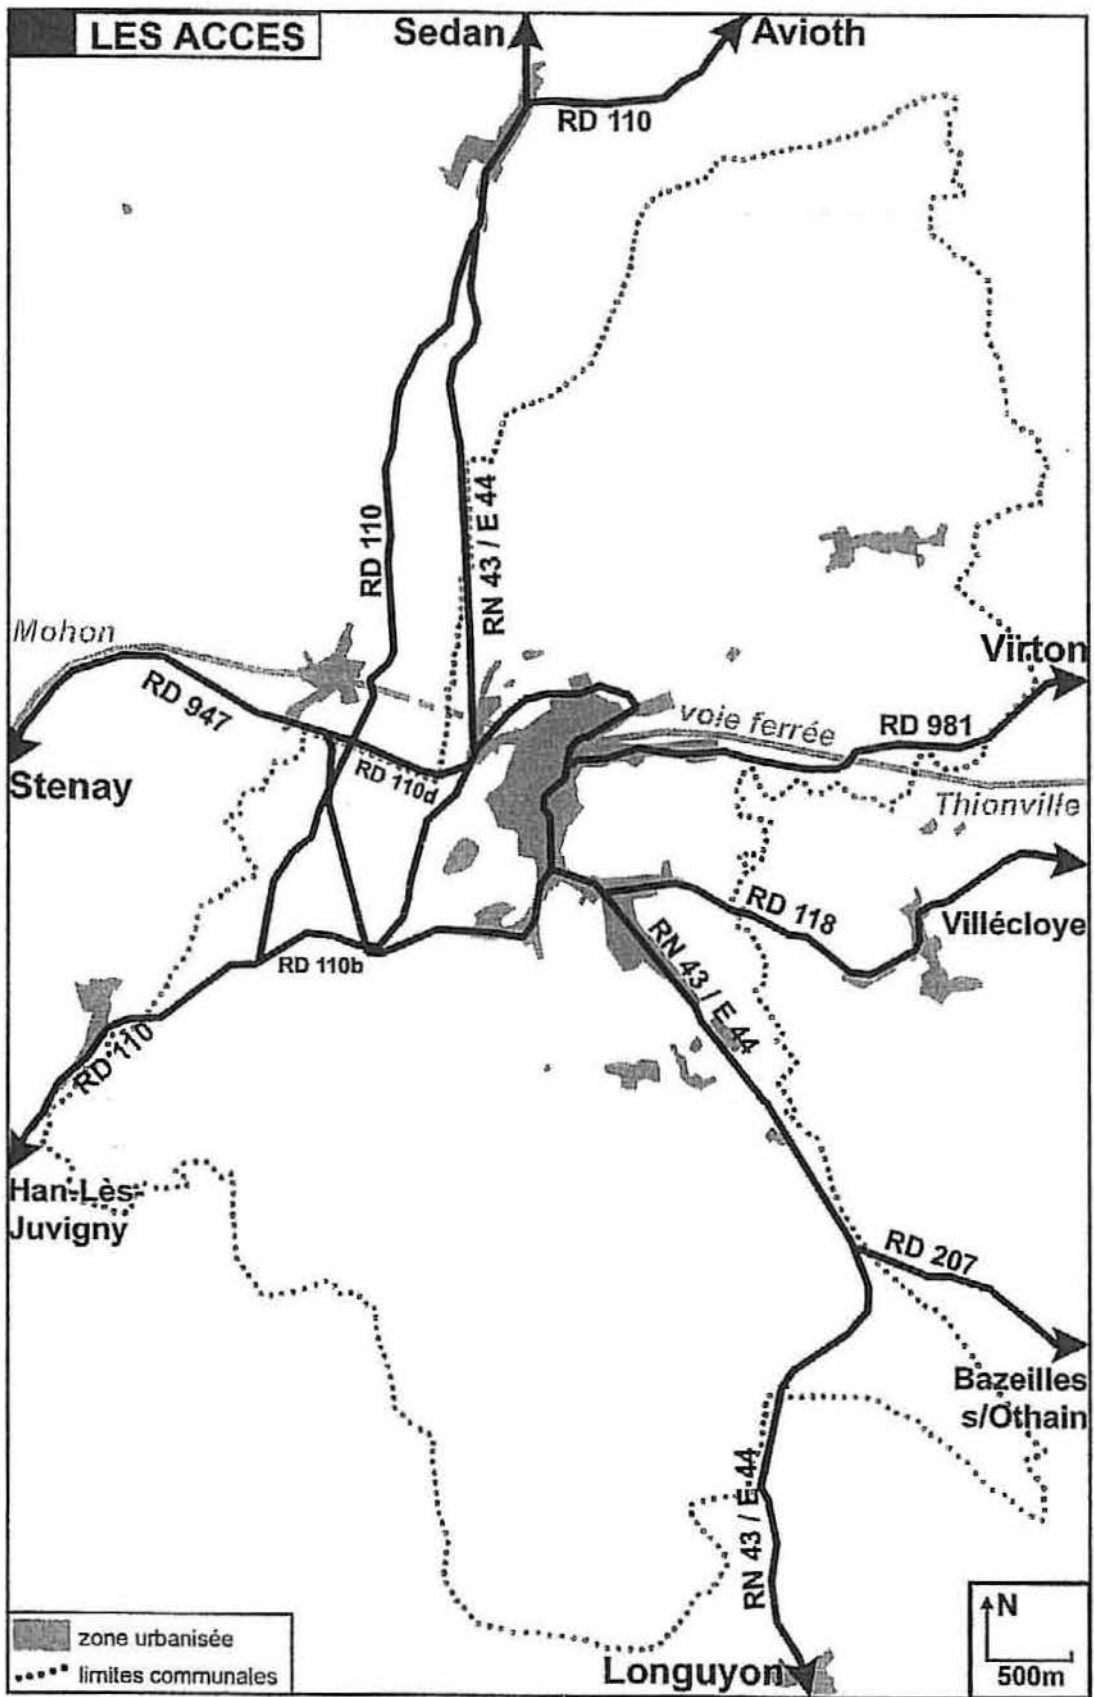 LES ACCES
Sedan
Avioth
RD 110
RD 110
RN 43 / E 44
Mohon
Virton
RD 947
voie ferrée
RD 981
Stenay
RD 110d
Thionville
RD 118
Villécloye
RN 43 / E 44
RD 110b
RD 110
Han-Lès-
Juvigny
RD 207
Bazeilles
s/Othain
RN 43 / E 44
zone urbanisée
limites communales
Longuyon
N
500m